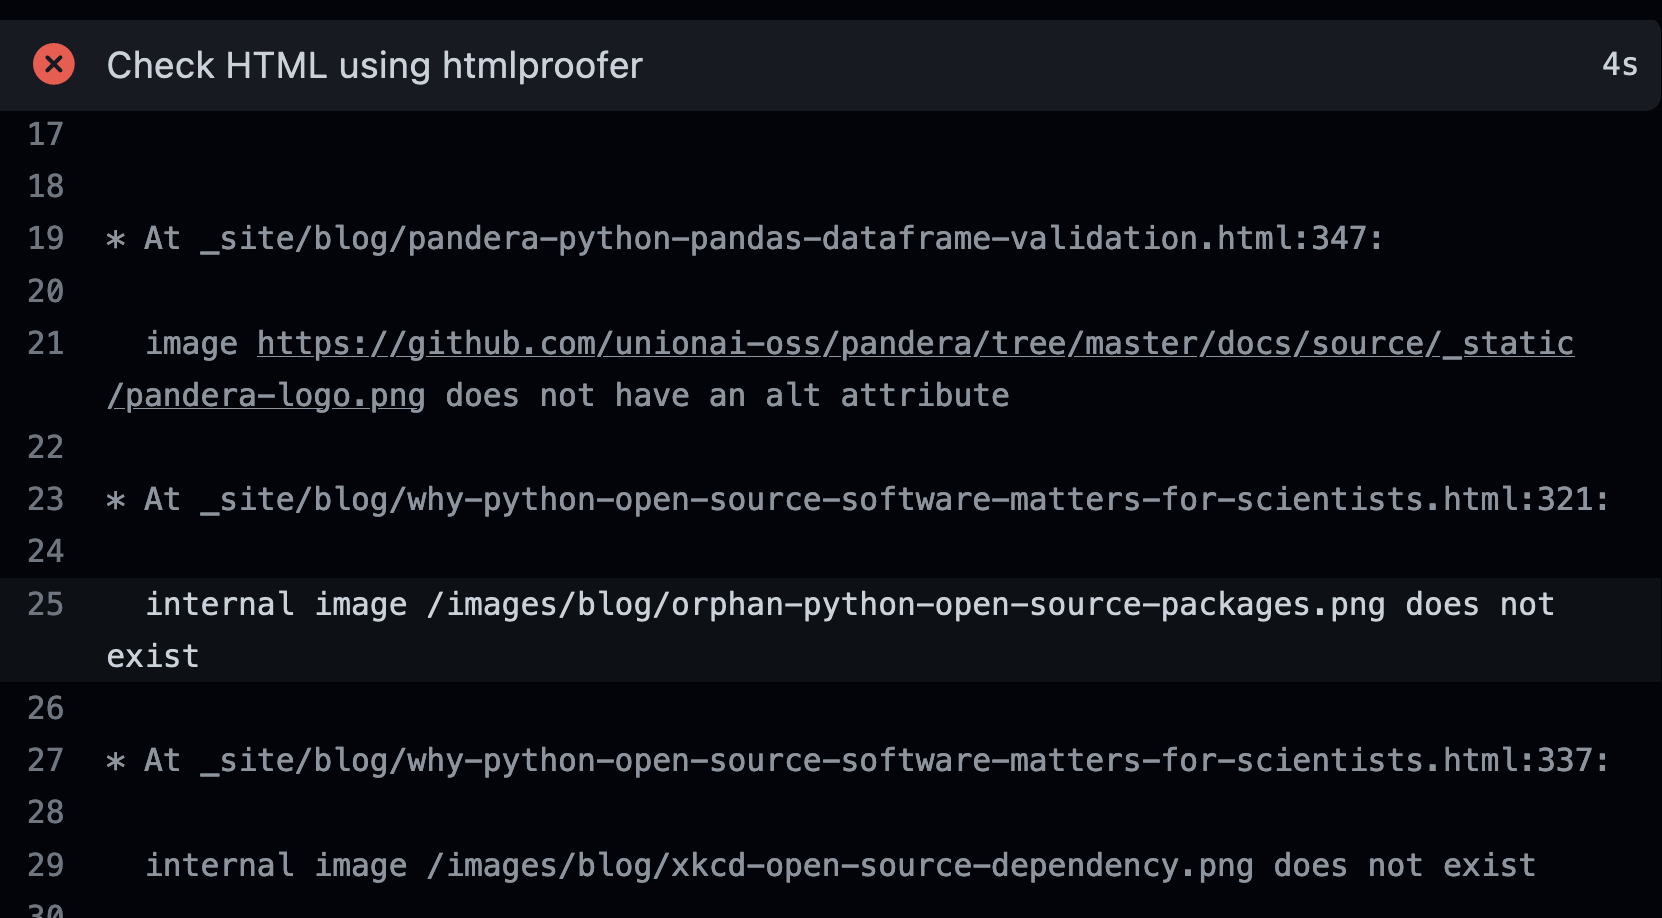 Check HTML using htmlproofer 4s
17
18
19 * At _site/blog/pandera-python-pandas-dataframe-validation.html:347:
20
21 image https://github.com/unionai-oss/pandera/tree/master/docs/source/_static
/pandera-logo.png does not have an alt attribute
22
23 * At _site/blog/why-python-open-source-software-matters-for-scientists.html:321:
24
25 internal image /images/blog/orphan-python-open-source-packages.png does not
exist
26
27 * At _site/blog/why-python-open-source-software-matters-for-scientists.html:337:
28
29 internal image /images/blog/xkcd-open-source-dependency.png does not exist
30